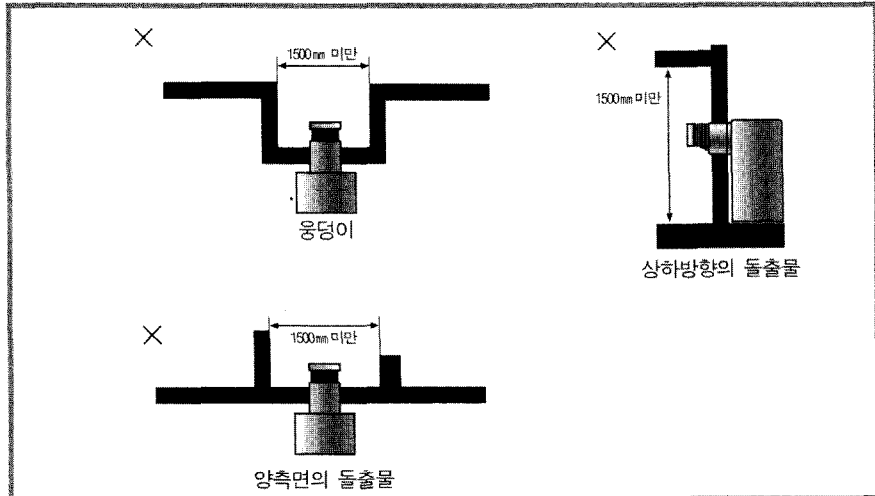 ×
1500mm 미만
웅덩이
×
1500mm 미만
상하방향의 돌출물
×
1500mm 미만
양측면의 돌출물